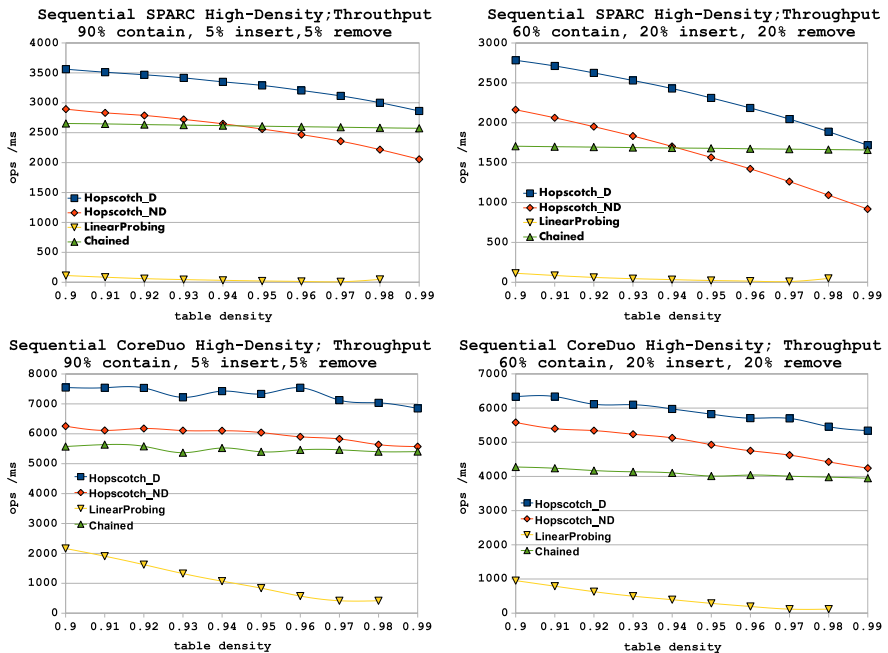 Sequential SPARC High-Density;Throuthput
90% contain, 5% insert,5% remove
4000
3500
3000
2500
2000
1500
1000
500
0
ops /ms
Hopscotch_D
Hopscotch_ND
LinearProbing
Chained
0.9 0.91 0.92 0.93 0.94 0.95 0.96 0.97 0.98 0.99
table density
Sequential SPARC High-Density;Throughput
60% contain, 20% insert, 20% remove
3000
2500
2000
1500
1000
500
0
ops /ms
Hopscotch_D
Hopscotch_ND
LinearProbing
Chained
0.9 0.91 0.92 0.93 0.94 0.95 0.96 0.97 0.98 0.99
table density
Sequential CoreDuo High-Density; Throughput
90% contain, 5% insert,5% remove
8000
7000
6000
5000
4000
3000
2000
1000
0
ops /ms
Hopscotch_D
Hopscotch_ND
LinearProbing
Chained
0.9 0.91 0.92 0.93 0.94 0.95 0.96 0.97 0.98 0.99
table density
Sequential CoreDuo High-Density; Throughput
60% contain, 20% insert, 20% remove
7000
6000
5000
4000
3000
2000
1000
0
ops /ms
Hopscotch_D
Hopscotch_ND
LinearProbing
Chained
0.9 0.91 0.92 0.93 0.94 0.95 0.96 0.97 0.98 0.99
table density